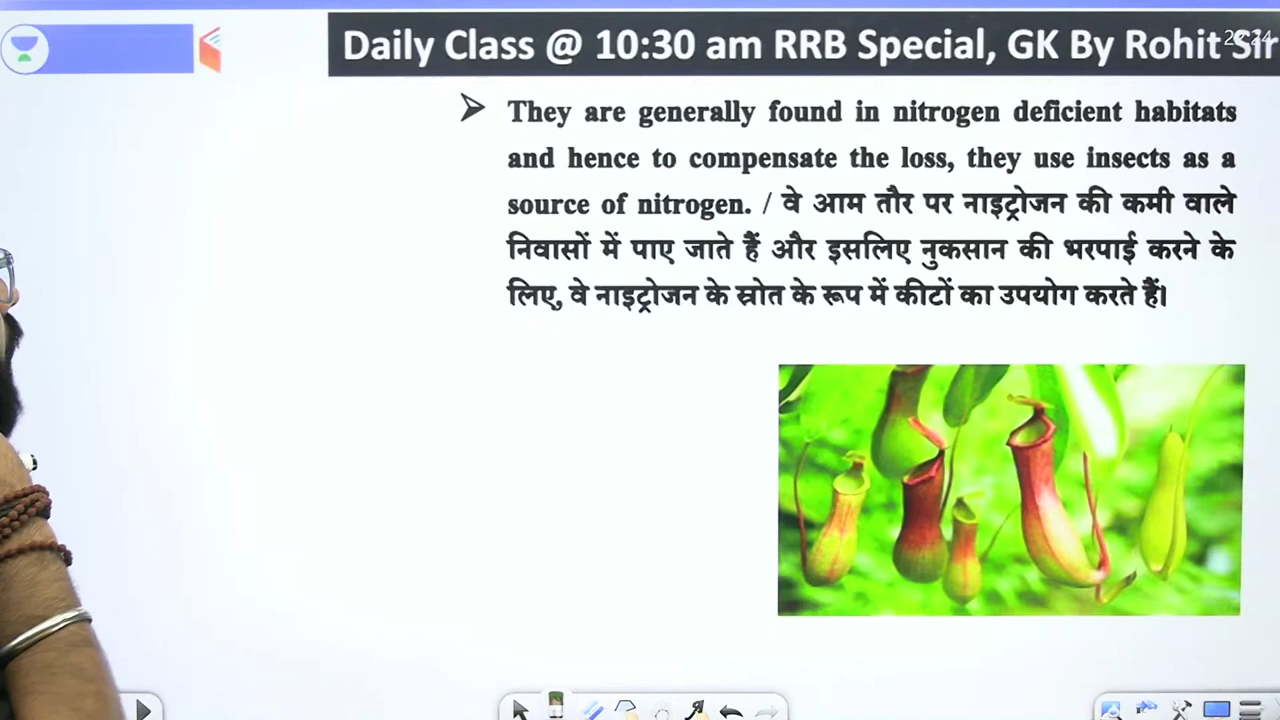 Daily Class @ 10:30 am RRB Special, GK By Rohit Sir
They are generally found in nitrogen deficient habitats
and hence to compensate the loss, they use insects as a
source of nitrogen. / वे आम तौर पर नाइट्रोजन की कमी वाले
निवासों में पाए जाते हैं और इसलिए नुकसान की भरपाई करने के
लिए, वे नाइट्रोजन के स्रोत के रूप में कीटों का उपयोग करते हैं।